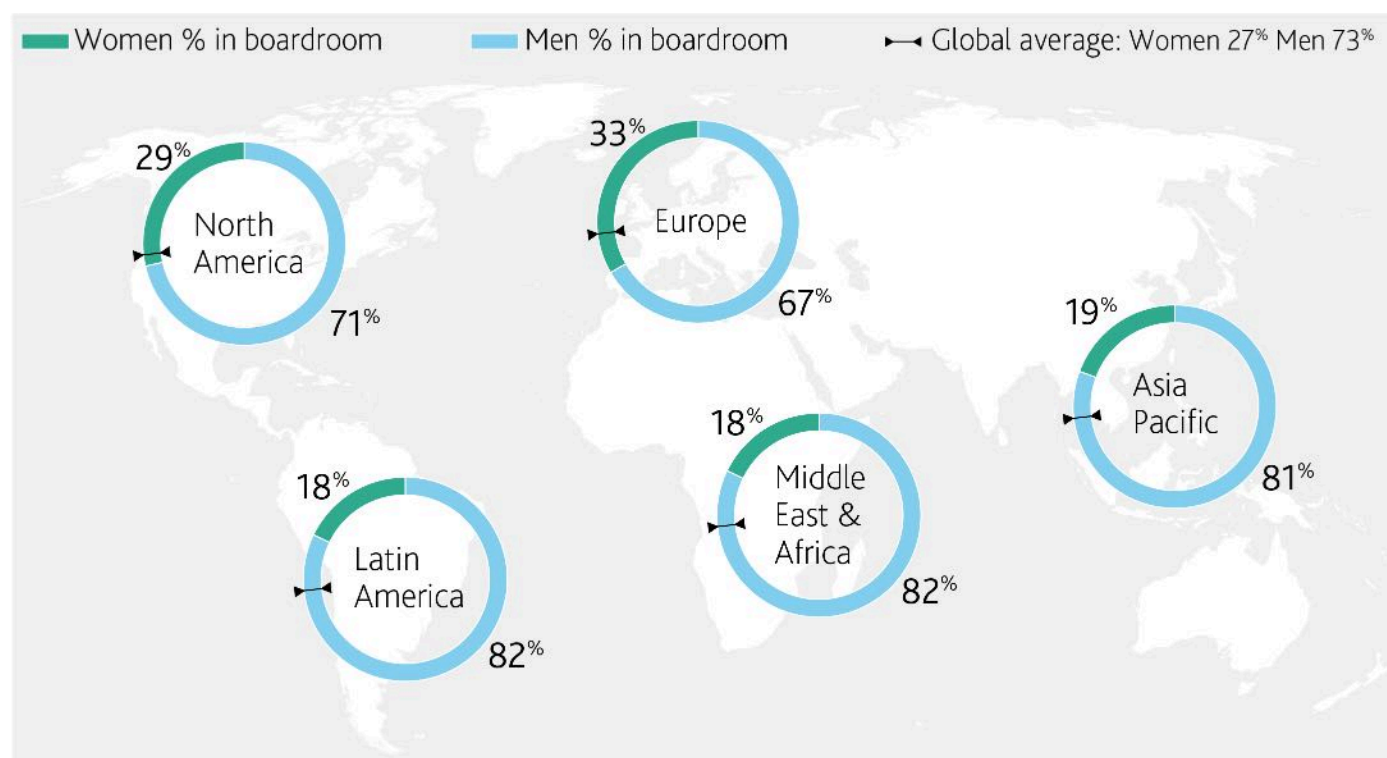 Women % in boardroom
Men % in boardroom
Global average: Women 27% Men 73%
29%
North
America
71%
33%
Europe
67%
19%
Asia
Pacific
81%
18%
Middle
East &
Africa
82%
18%
Latin
America
82%